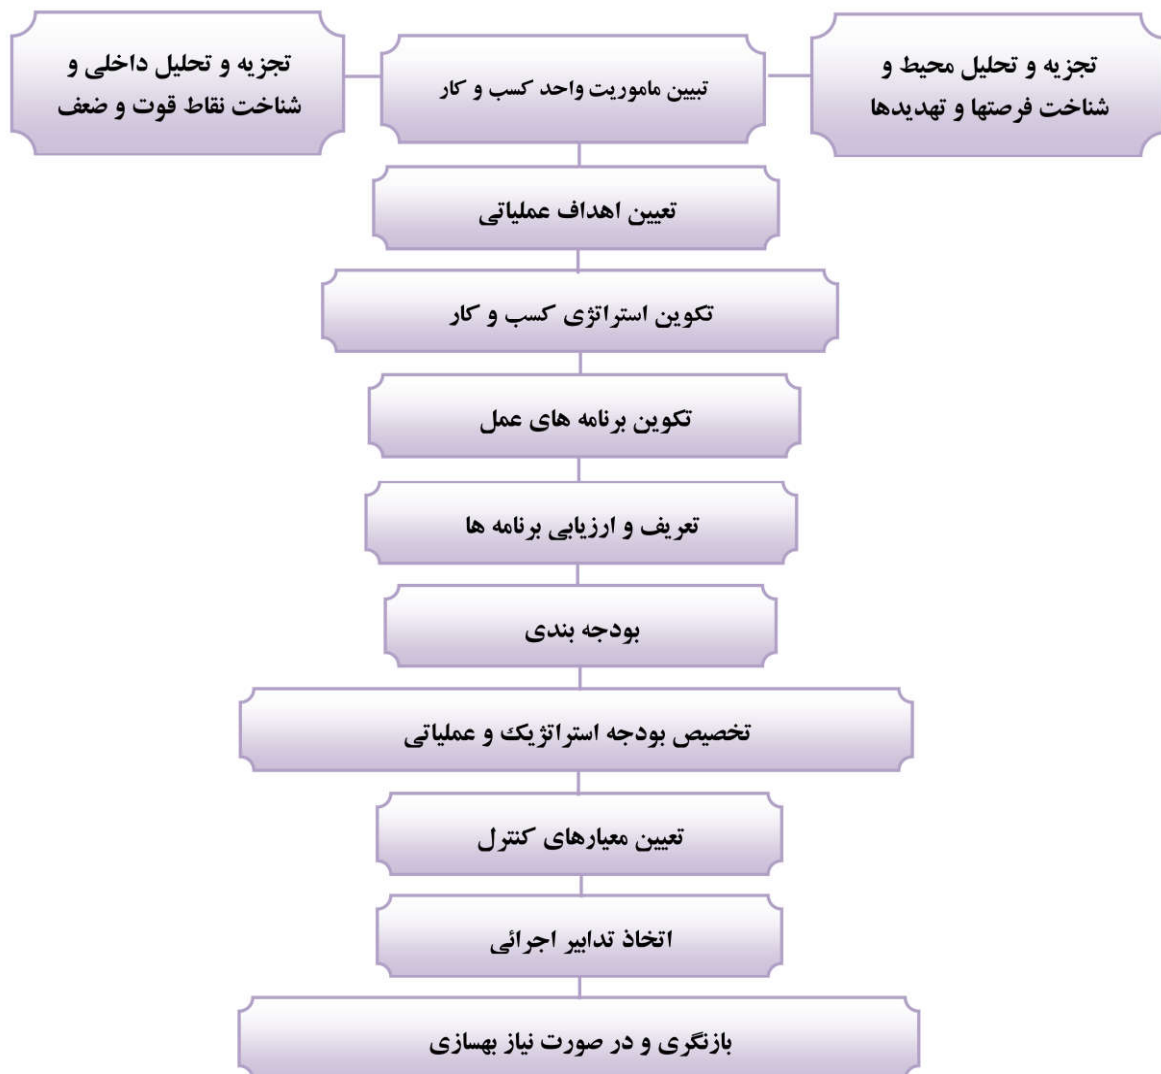 تجزیه و تحلیل محیط و
شناخت فرصتها و تهدیدها
تبیین ماموریت واحد کسب و کار
تجزیه و تحلیل داخلی و
شناخت نقاط قوت و ضعف
تعیین اهداف عملیاتی
تکوین استراتژی کسب و کار
تکوین برنامه های عمل
تعریف و ارزیابی برنامه ها
بودجه بندی
تخصیص بودجه استراتژیک و عملیاتی
تعیین معیارهای کنترل
اتخاذ تدابیر اجرائی
بازنگری و در صورت نیاز بهسازی